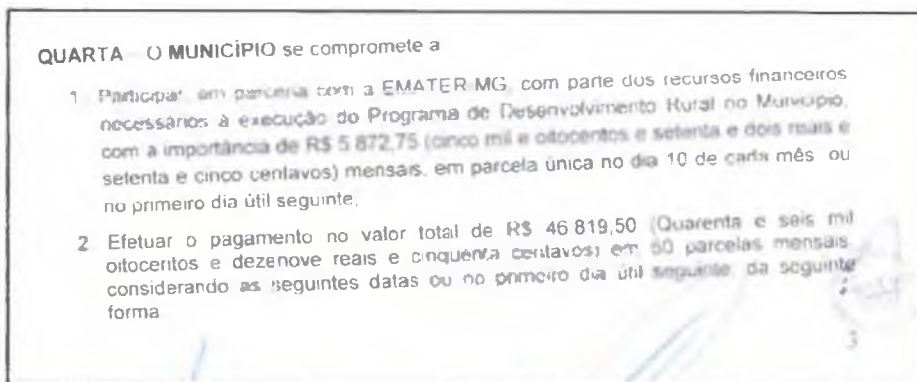 QUARTA O MUNICÍPIO se compromete a
1 Participar, em parceria com a EMATER MG, com parte dos recursos financeiros
necessários à execução do Programa de Desenvolvimento Rural no Município,
com a importância de R$ 5 872,75 (cinco mil e oitocentos e setenta e dois reais e
setenta e cinco centavos) mensais, em parcela única no dia 10 de cada mês ou
no primeiro dia útil seguinte,
2 Efetuar o pagamento no valor total de R$ 46 819,50 (Quarenta e seis mil
oitocentos e dezenove reais e cinquenta centavos) em 60 parcelas mensais
considerando as seguintes datas ou no primeiro dia útil seguinte, da seguinte
forma
3